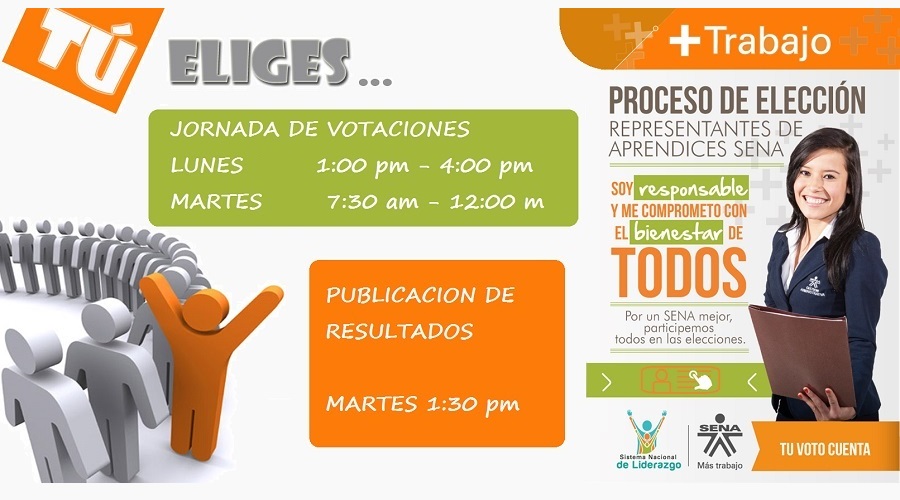 TÚ
ELIGES...
JORNADA DE VOTACIONES
LUNES 1:00 pm - 4:00 pm
MARTES 7:30 am - 12:00 m
PUBLICACION DE
RESULTADOS
MARTES 1:30 pm
+Trabajo
PROCESO DE ELECCIÓN
REPRESENTANTES DE
APRENDICES SENA
SOY responsable
Y ME COMPROMETO CON
EL bienestar DE
TODOS
Por un SENA mejor,
participemos
todos en las elecciones.
Sistema Nacional
de Liderazgo
SENA
Más trabajo
TU VOTO CUENTA